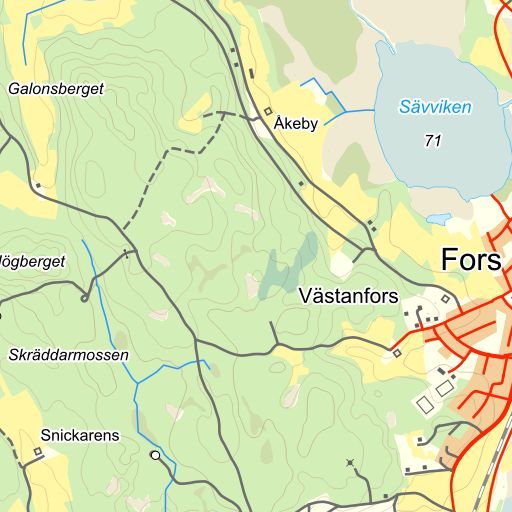 Galonsberget
Sävviken
Åkeby
71
Högberget
Fors
Västanfors
Skräddarmossen
Snickarens